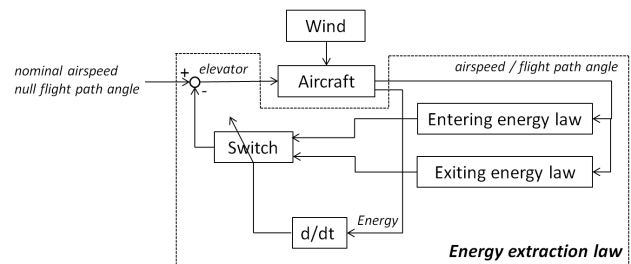 Wind
nominal airspeed
null flight path angle
+
-
elevator
Aircraft
airspeed / flight path angle
Entering energy law
Switch
Exiting energy law
Energy
d/dt
Energy extraction law